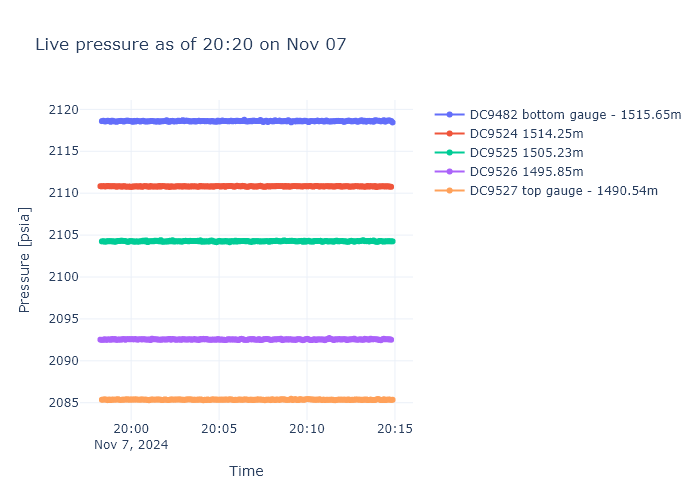 Live pressure as of 20:20 on Nov 07
2120
2115
2110
2105
2100
2095
2090
2085
Pressure [psia]
20:00
20:05
20:10
20:15
Nov 7, 2024
Time
DC9482 bottom gauge - 1515.65m
DC9524 1514.25m
DC9525 1505.23m
DC9526 1495.85m
DC9527 top gauge - 1490.54m